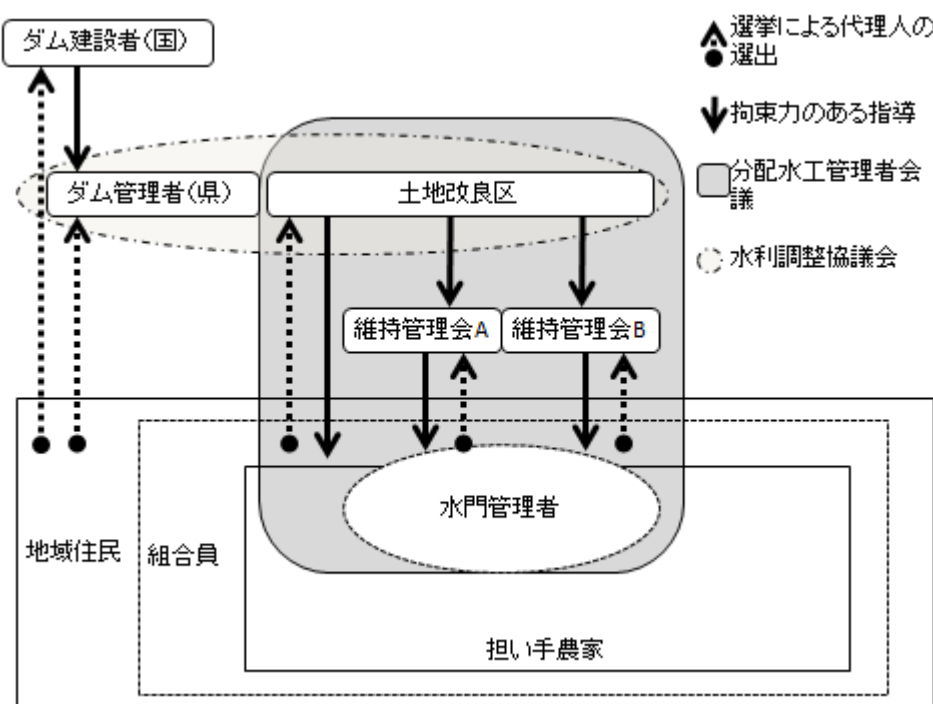 ダム建設者(国)
選挙による代理人の
選出
拘束力のある指導
分配水工管理者会
議
水利調整協議会
ダム管理者(県)
土地改良区
維持管理会A
維持管理会B
水門管理者
地域住民
組合員
担い手農家